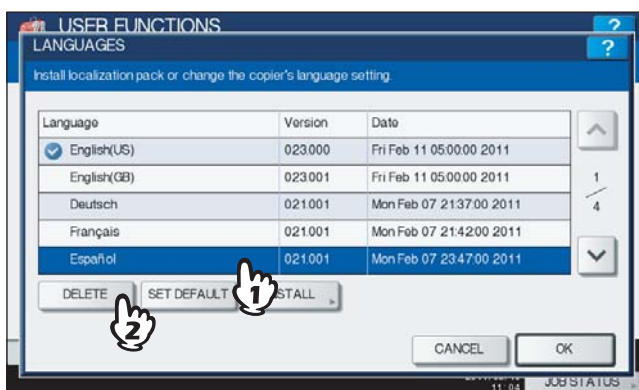 USER FUNCTIONS ?
LANGUAGES ?
Install localization pack or change the copier's language setting.
Language Version Date
English(US) 023.000 Fri Feb 11 05:00:00 2011
English(GB) 023.001 Fri Feb 11 05:00:00 2011
1
Deutsch 021.001 Mon Feb 07 21:37:00 2011
4
Français 021.001 Mon Feb 07 21:42:00 2011
Español 021.001 Mon Feb 07 23:47:00 2011
DELETE SET DEFAULT STALL
1
2
CANCEL OK
11:04 JOB STATUS